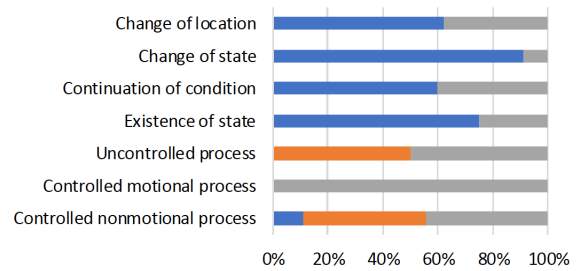 Change of location
Change of state
Continuation of condition
Existence of state
Uncontrolled process
Controlled motional process
Controlled nonmotional process
0% 20% 40% 60% 80% 100%